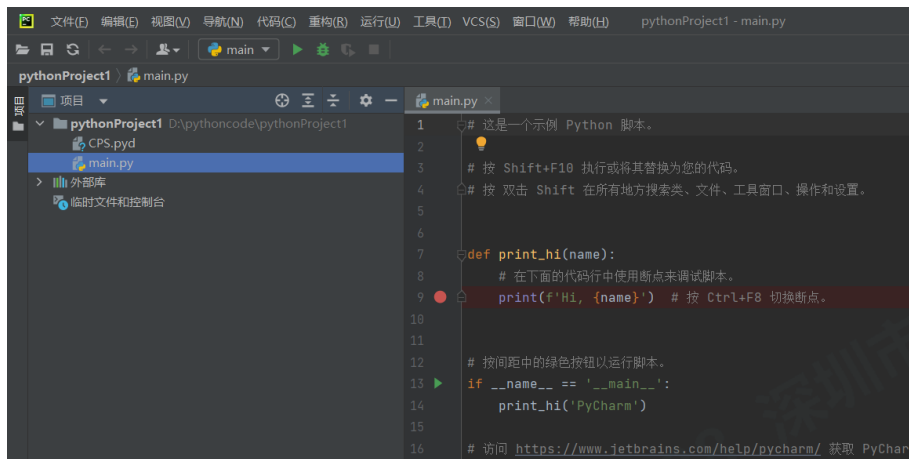 PC 文件(F) 编辑(E) 视图(V) 导航(N) 代码(C) 重构(R) 运行(U) 工具(T) VCS(S) 窗口(W) 帮助(H) pythonProject1 - main.py
main
pythonProject1 main.py
项目
项目
main.py
pythonProject1 D:\pythoncode\pythonProject1
CPS.pyd
main.py
外部库
临时文件和控制台
1 # 这是一个示例 Python 脚本。
2
3 # 按 Shift+F10 执行或将其替换为您的代码。
4 # 按 双击 Shift 在所有地方搜索类、文件、工具窗口、操作和设置。
5
6
7 def print_hi(name):
8 # 在下面的代码行中使用断点来调试脚本。
9 print(f'Hi, {name}') # 按 Ctrl+F8 切换断点。
10
11
12 # 按间距中的绿色按钮以运行脚本。
13 if __name__ == '__main__':
14 print_hi('PyCharm')
15
16 # 访问 https://www.jetbrains.com/help/pycharm/ 获取 PyChar
深圳市